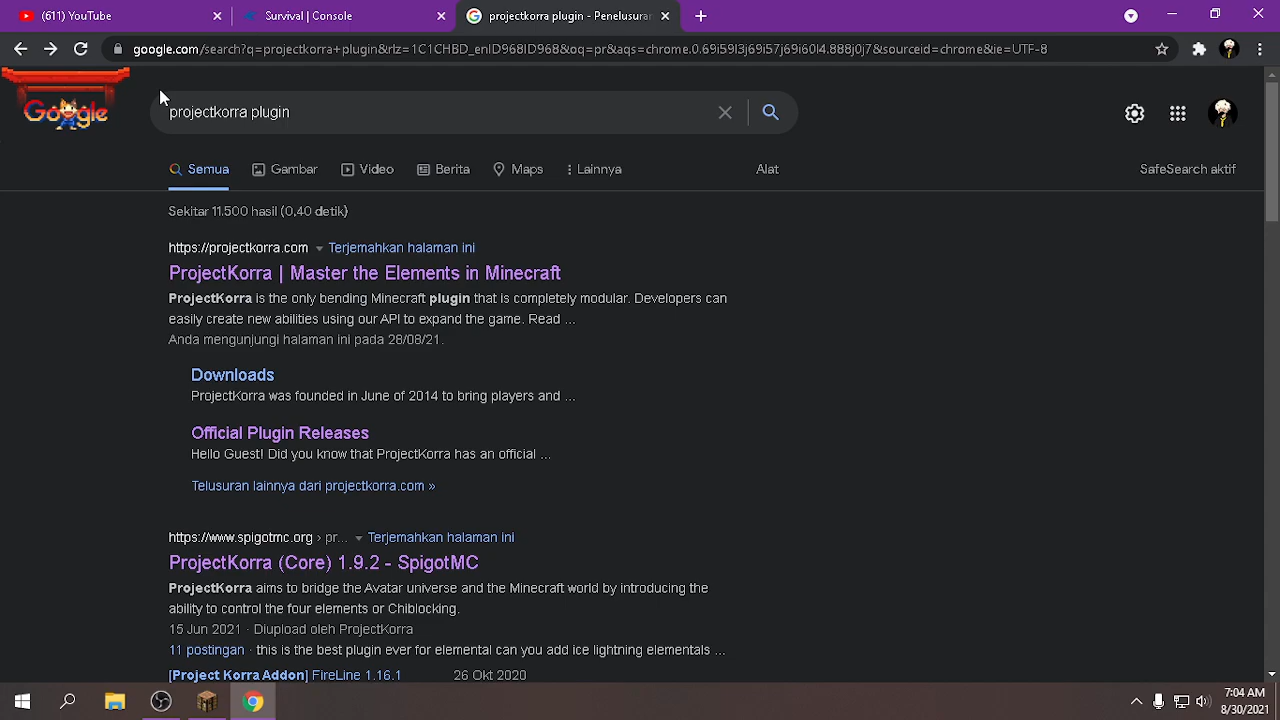 (611) YouTube
Survival | Console
projectkorra plugin - Penelusura
google.com/search?q=projectkorra+plugin&rlz=1C1CHBD_enID968ID968&oq=pr&aqs=chrome.0.69i59l3j69i57j69i60l4.888j0j7&sourceid=chrome&ie=UTF-8
Google
projectkorra plugin
Semua
Gambar
Video
Berita
Maps
Lainnya
Alat
SafeSearch aktif
Sekitar 11.500 hasil (0,40 detik)
https://projectkorra.com Terjemahkan halaman ini
ProjectKorra | Master the Elements in Minecraft
ProjectKorra is the only bending Minecraft plugin that is completely modular. Developers can
easily create new abilities using our API to expand the game. Read ...
Anda mengunjungi halaman ini pada 28/08/21.
Downloads
ProjectKorra was founded in June of 2014 to bring players and ...
Official Plugin Releases
Hello Guest! Did you know that ProjectKorra has an official ...
Telusuran lainnya dari projectkorra.com »
https://www.spigotmc.org › pr... Terjemahkan halaman ini
ProjectKorra (Core) 1.9.2 - SpigotMC
ProjectKorra aims to bridge the Avatar universe and the Minecraft world by introducing the
ability to control the four elements or Chiblocking.
15 Jun 2021 · Diupload oleh ProjectKorra
11 postingan · this is the best plugin ever for elemental can you add ice lightning elementals ...
[Project Korra Addon] FireLine 1.16.1 26 Okt 2020
7:04 AM
8/30/2021